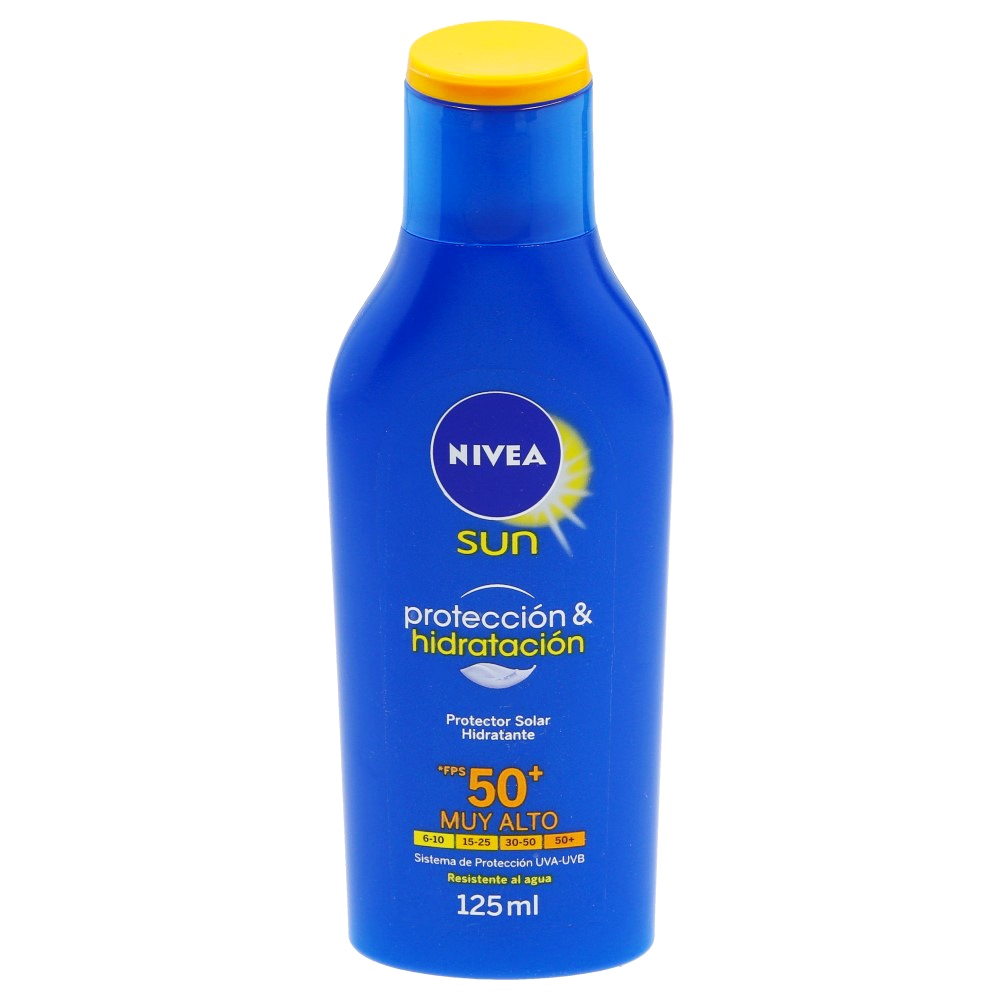 NIVEA
sun
protección &
hidratación
Protector Solar
Hidratante
*FPS 50+
MUY ALTO
6-10 15-25 30-50 50+
Sistema de Protección UVA-UVB
Resistente al agua
125ml